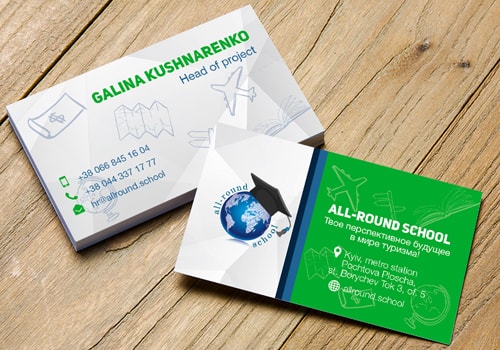 GALINA KUSHNARENKO
Head of project
+38 066 845 16 04
+38 044 337 17 77
hr@allround.school
all-round
school
ALL-ROUND SCHOOL
Твое перспективное будущее
в мире туризма!
Kyiv, metro station
Pochtova Ploscha,
st. Borychev Tok 3, of. 5
allround.school